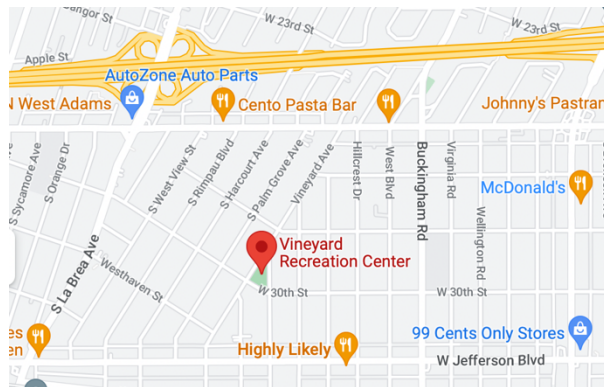 Bangor St
W 23rd St
W 23rd St
Apple St
AutoZone Auto Parts
N West Adams
Cento Pasta Bar
Johnny's Pastran
S Sycamore Ave
S Orange Dr
S West View St
S Rimpau Blvd
S Harcourt Ave
S Palm Grove Ave
Vineyard Ave
Hillcrest Dr
West Blvd
Buckingham Rd
Virginia Rd
Wellington Rd
McDonald's
S La Brea Ave
Westhaven St
Vineyard
Recreation Center
W 30th St
W 30th St
99 Cents Only Stores
Highly Likely
W Jefferson Blvd